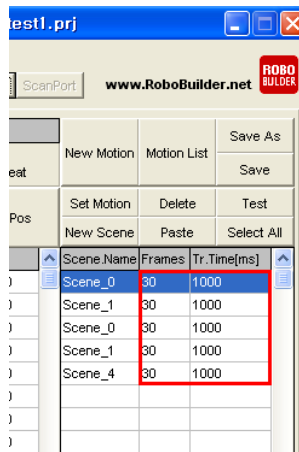 test1.prj
ScanPort www.RoboBuilder.net ROBO BUILDER
New Motion Motion List Save As
eat Save
Pos Set Motion Delete Test
New Scene Paste Select All
Scene.Name Frames Tr.Time[ms]
Scene_0 30 1000
Scene_1 30 1000
Scene_0 30 1000
Scene_1 30 1000
Scene_4 30 1000